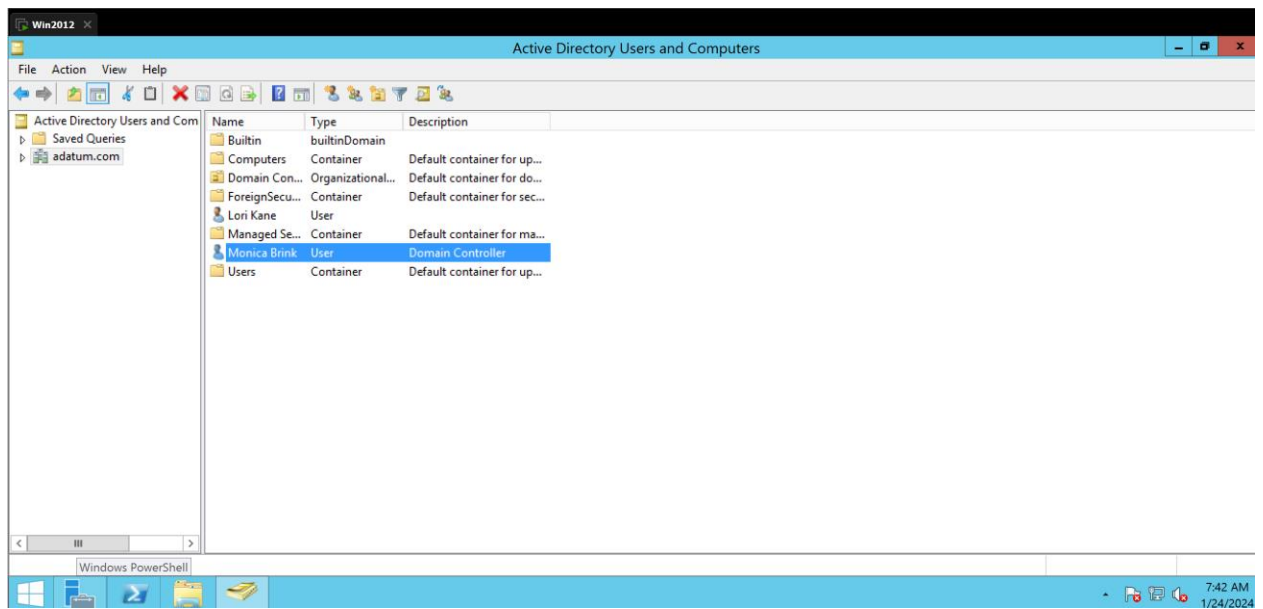 Win2012
Active Directory Users and Computers
File Action View Help
Active Directory Users and Com
Saved Queries
adatum.com
Name Type Description
Builtin builtinDomain
Computers Container Default container for up...
Domain Con... Organizational... Default container for do...
ForeignSecu... Container Default container for sec...
Lori Kane User
Managed Se... Container Default container for ma...
Monica Brink User Domain Controller
Users Container Default container for up...
Windows PowerShell
7:42 AM
1/24/2024